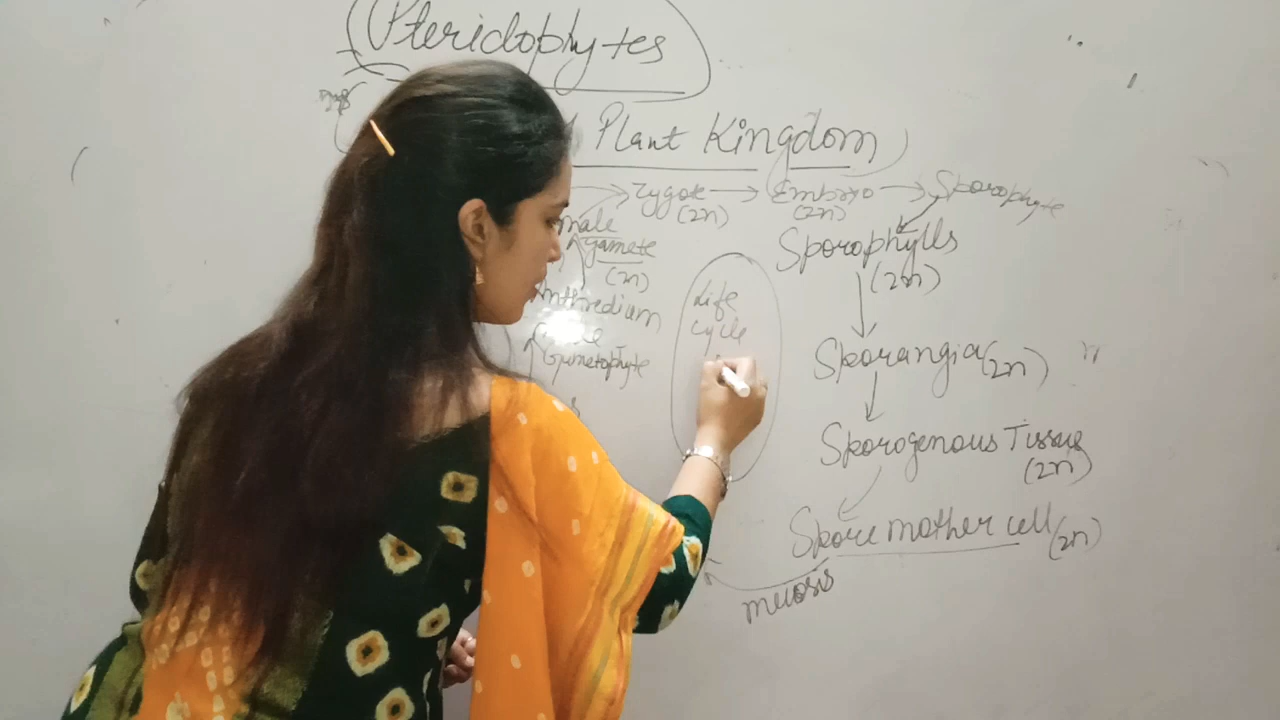 Pteridophytes
Plant Kingdom
Zygote → Embryo → Sporophyte
(2n) (2n)
male
gamete
(2n)
Anthredium
Gametophyte
Life
cycle
Sporophylls
(2n)
Sporangia (2n)
Sporogenous Tissue
(2n)
Spore mother cell (2n)
meiosis